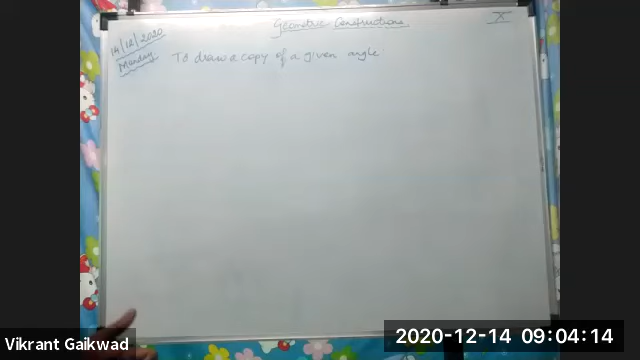 Geometric Constructions
X
14/12/2020
Monday
To draw a copy of a given angle.
Vikrant Gaikwad
2020-12-14 09:04:14